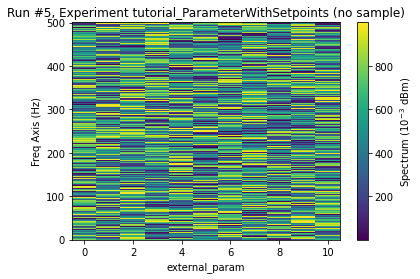 Run #5, Experiment tutorial_ParameterWithSetpoints (no sample)
500
400
300
200
100
0
Freq Axis (Hz)
0 2 4 6 8 10
external_param
800
600
400
200
Spectrum (10⁻³ dBm)